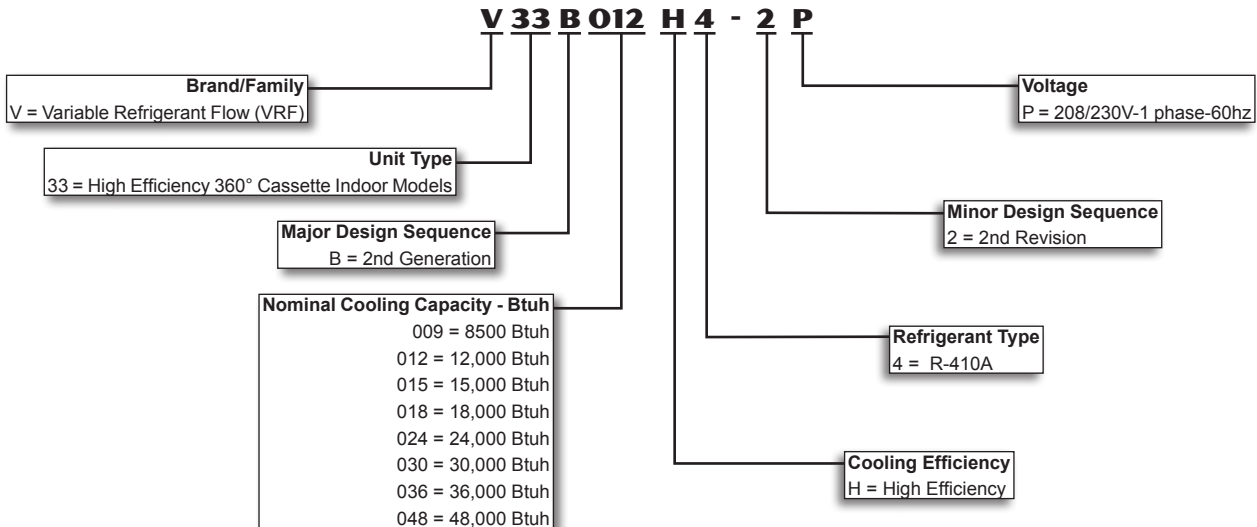 V 33 B 012 H 4 - 2 P
Brand/Family
V = Variable Refrigerant Flow (VRF)
Unit Type
33 = High Efficiency 360° Cassette Indoor Models
Major Design Sequence
B = 2nd Generation
Nominal Cooling Capacity - Btuh
009 = 8500 Btuh
012 = 12,000 Btuh
015 = 15,000 Btuh
018 = 18,000 Btuh
024 = 24,000 Btuh
030 = 30,000 Btuh
036 = 36,000 Btuh
048 = 48,000 Btuh
Voltage
P = 208/230V-1 phase-60hz
Minor Design Sequence
2 = 2nd Revision
Refrigerant Type
4 = R-410A
Cooling Efficiency
H = High Efficiency